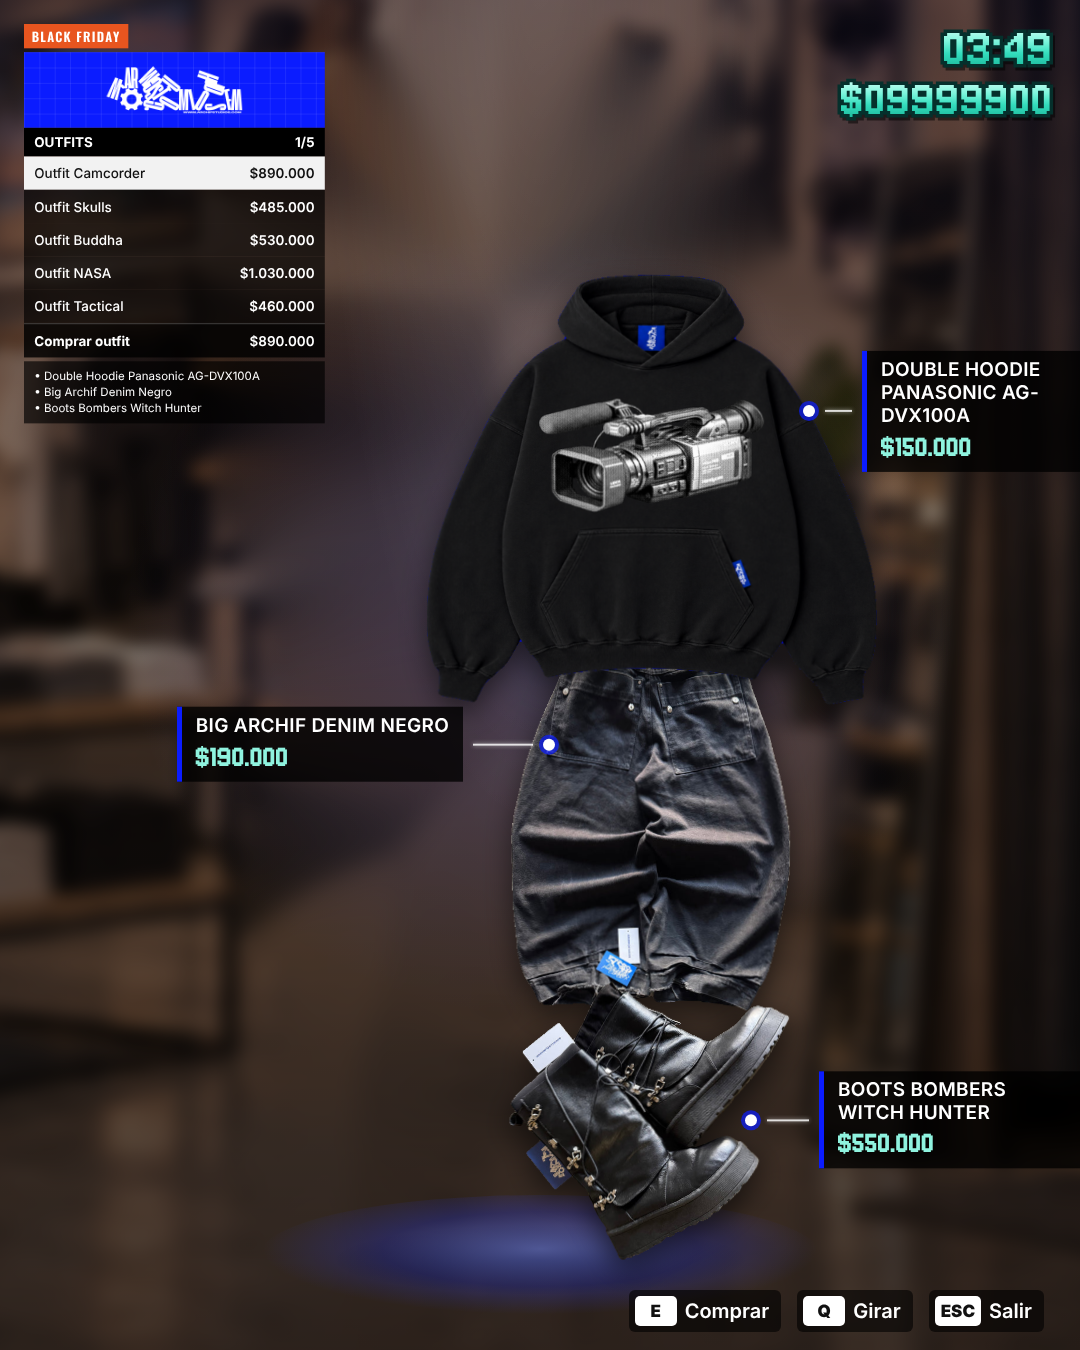 BLACK FRIDAY
03:49
$09999900
OUTFITS 1/5
Outfit Camcorder $890.000
Outfit Skulls $485.000
Outfit Buddha $530.000
Outfit NASA $1.030.000
Outfit Tactical $460.000
Comprar outfit $890.000
• Double Hoodie Panasonic AG-DVX100A
• Big Archif Denim Negro
• Boots Bombers Witch Hunter
DOUBLE HOODIE
PANASONIC AG-
DVX100A
$150.000
BIG ARCHIF DENIM NEGRO
$190.000
BOOTS BOMBERS
WITCH HUNTER
$550.000
E Comprar
Q Girar
ESC Salir